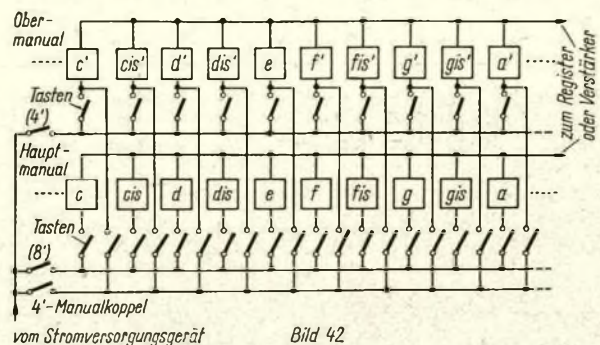 Ober-
manual
c' cis' d' dis' e f' fis' g' gis' a'
Tasten
(4')
zum Register
oder Verstärker
Haupt-
manual
c cis d dis e f fis g gis a
Tasten
(8')
4'-Manualkoppel
vom Stromversorgungsgerät
Bild 42